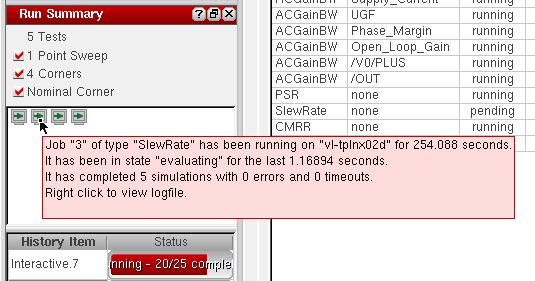 Run Summary ? 
5 Tests
1 Point Sweep
4 Corners
Nominal Corner
Job "3" of type "SlewRate" has been running on "vl-tplnx02d" for 254.088 seconds.
It has been in state "evaluating" for the last 1.16894 seconds.
It has completed 5 simulations with 0 errors and 0 timeouts.
Right click to view logfile.
History Item Status
Interactive.7 nning - 20/25 comple
ACGainBW Supply_Current running
ACGainBW UGF running
ACGainBW Phase_Margin running
ACGainBW Open_Loop_Gain running
ACGainBW /V0/PLUS running
ACGainBW /OUT running
PSR none running
SlewRate none pending
CMRR none running